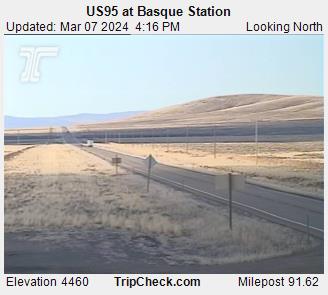 US95 at Basque Station
Updated: Mar 07 2024 4:16 PM Looking North
Elevation 4460 TripCheck.com Milepost 91.62